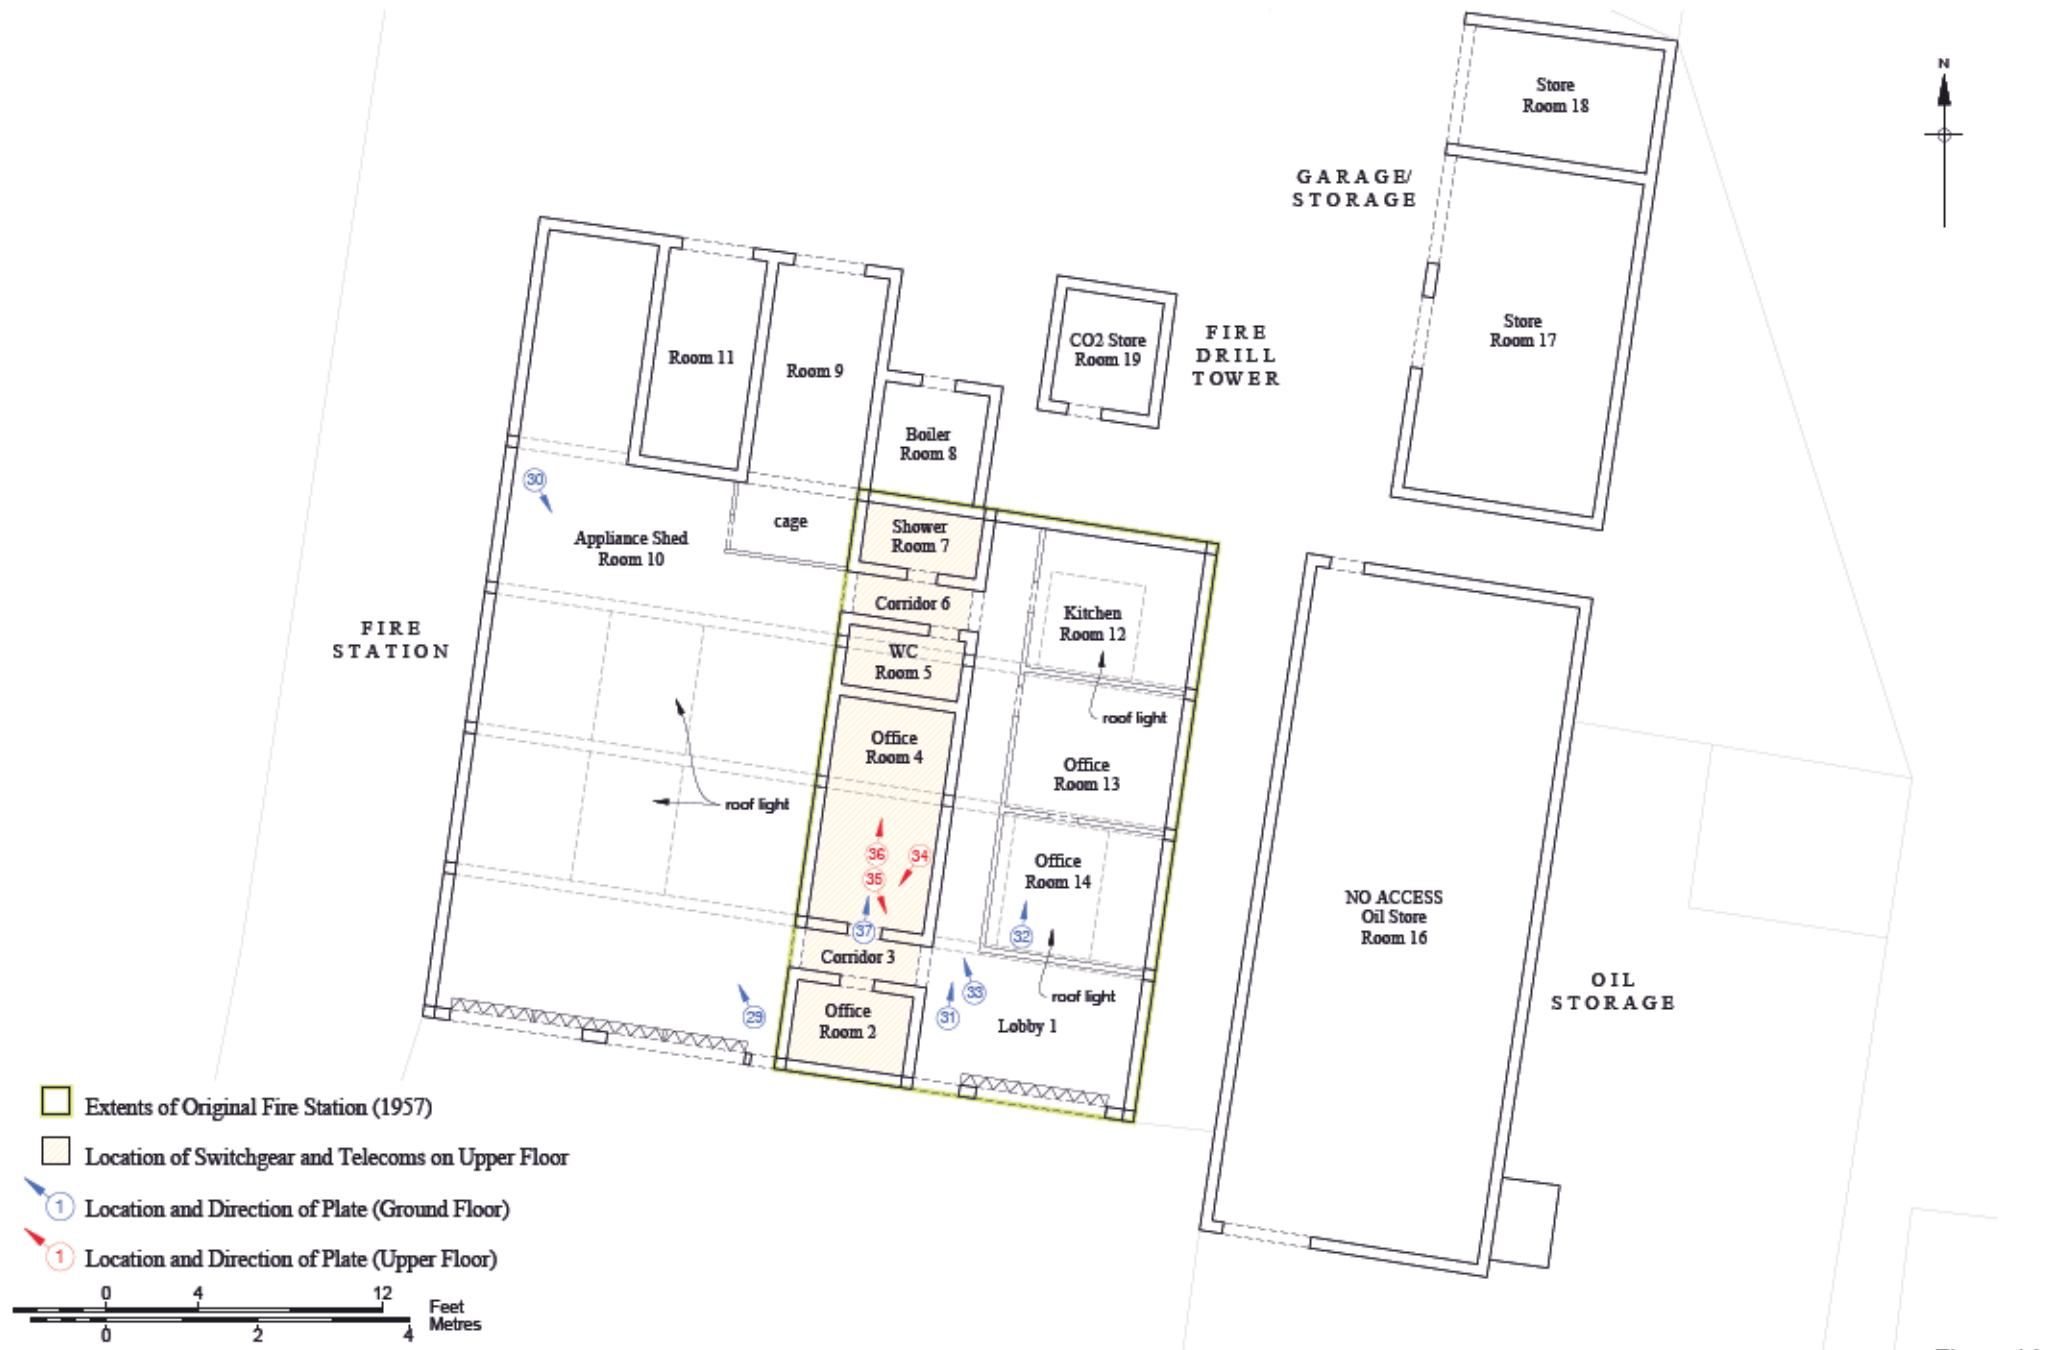 N
Store
Room 18
GARAGE/
STORAGE
Store
Room 17
FIRE
DRILL
TOWER
CO2 Store
Room 19
Room 11
Room 9
Boiler
Room 8
30
cage
Shower
Room 7
Appliance Shed
Room 10
Corridor 6
Kitchen
Room 12
FIRE
STATION
WC
Room 5
roof light
Office
Room 4
Office
Room 13
roof light
36
34
35
Office
Room 14
37
32
NO ACCESS
Oil Store
Room 16
Corridor 3
33
roof light
OIL
STORAGE
29
Office
Room 2
31
Lobby 1
Extents of Original Fire Station (1957)
Location of Switchgear and Telecoms on Upper Floor
1 Location and Direction of Plate (Ground Floor)
1 Location and Direction of Plate (Upper Floor)
0 4 12 Feet
Metres
0 2 4